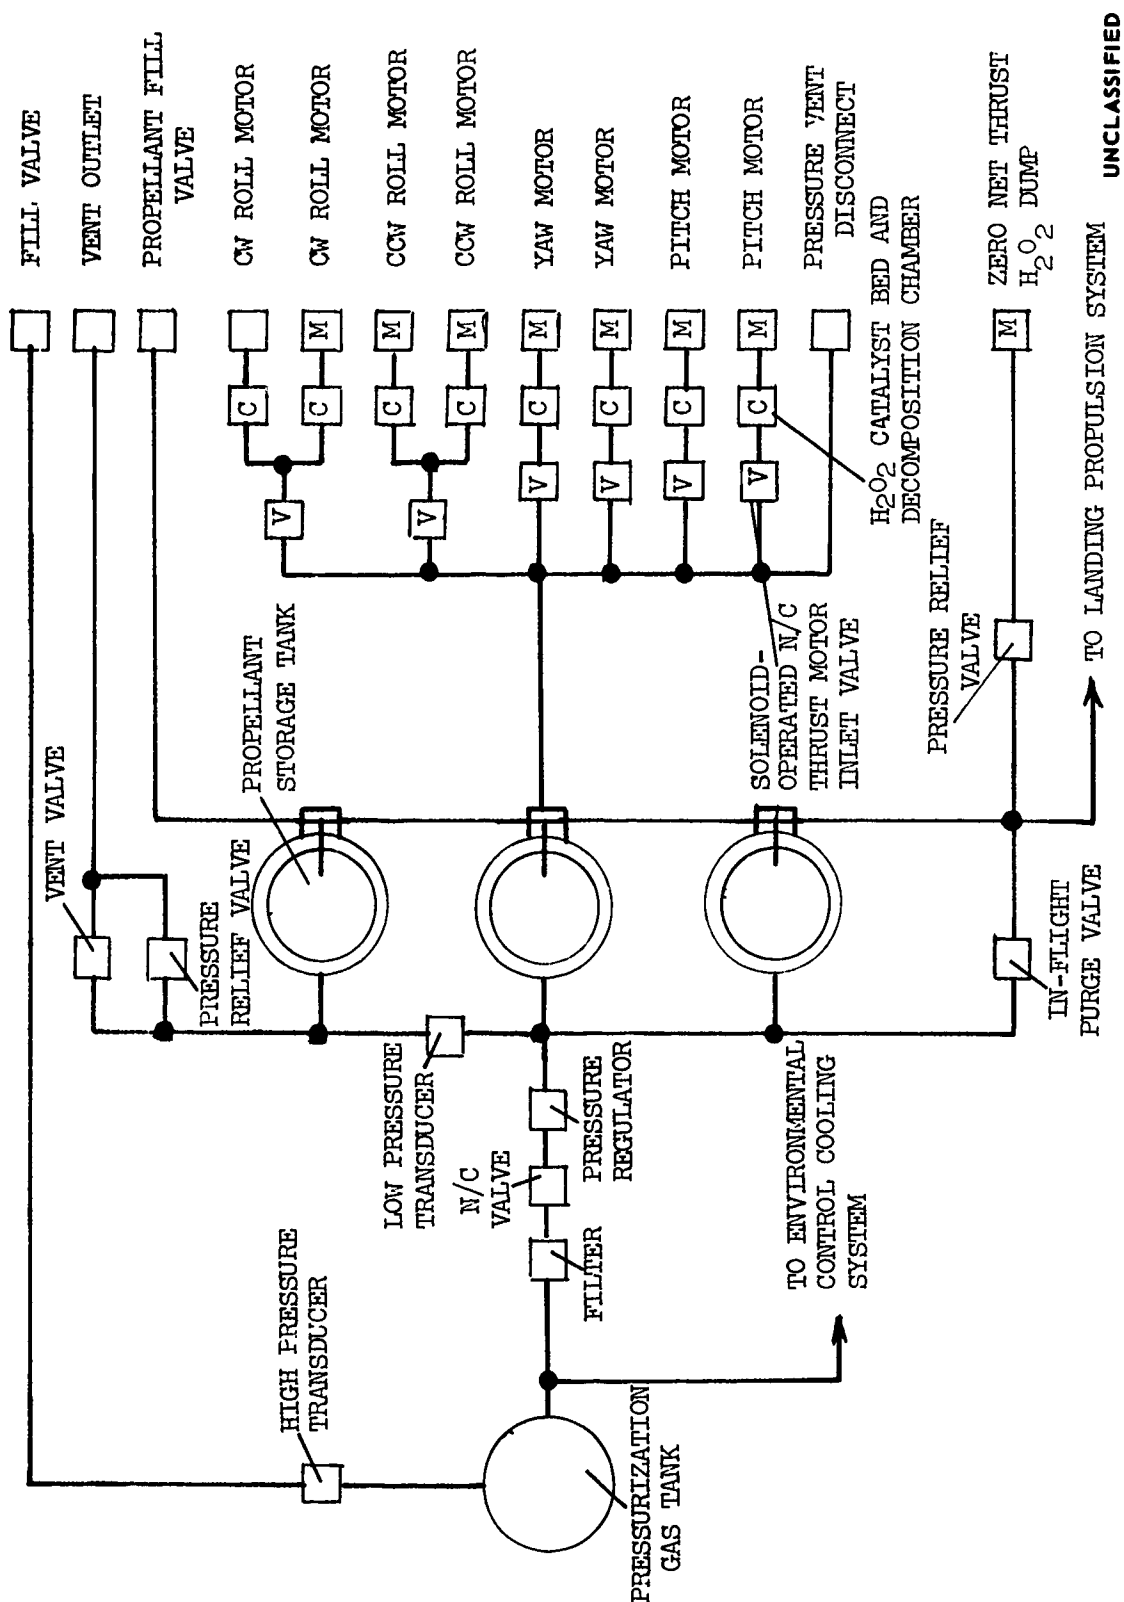 FILL VALVE
VENT OUTLET
PROPELLANT FILL
VALVE
CW ROLL MOTOR
CW ROLL MOTOR
CCW ROLL MOTOR
CCW ROLL MOTOR
YAW MOTOR
YAW MOTOR
PITCH MOTOR
PITCH MOTOR
PRESSURE VENT
DISCONNECT
ZERO NET THRUST
H2O2 DUMP
C
C M
C M
C M
V
V
V C M
V C M
V C M
V C M
M
H2O2 CATALYST BED AND
DECOMPOSITION CHAMBER
TO LANDING PROPULSION SYSTEM
PRESSURE RELIEF
VALVE
SOLENOID-
OPERATED N/C
THRUST MOTOR
INLET VALVE
PROPELLANT
STORAGE TANK
VENT VALVE
PRESSURE
RELIEF VALVE
IN-FLIGHT
PURGE VALVE
LOW PRESSURE
TRANSDUCER
N/C
VALVE
PRESSURE
REGULATOR
FILTER
TO ENVIRONMENTAL
CONTROL COOLING
SYSTEM
HIGH PRESSURE
TRANSDUCER
PRESSURIZATION
GAS TANK
UNCLASSIFIED